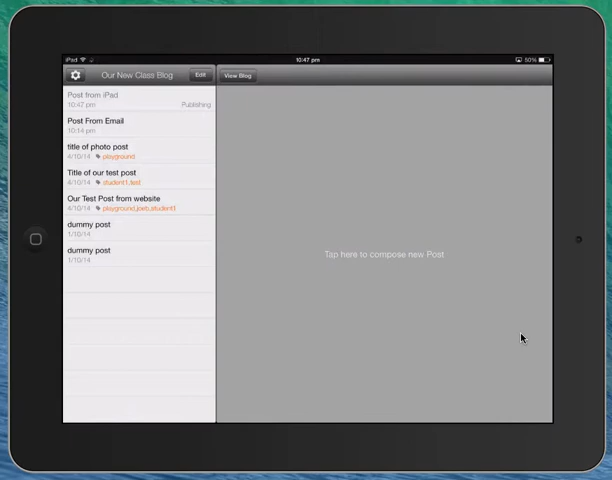 iPad
10:47 pm
50%
Our New Class Blog
Edit
View Blog
Post from iPad
10:47 pm
Publishing
Post From Email
10:14 pm
title of photo post
4/10/14 playground
Title of our test post
4/10/14 student1,test
Our Test Post from website
4/10/14 playground,joeb,student1
dummy post
1/10/14
dummy post
1/10/14
Tap here to compose new Post